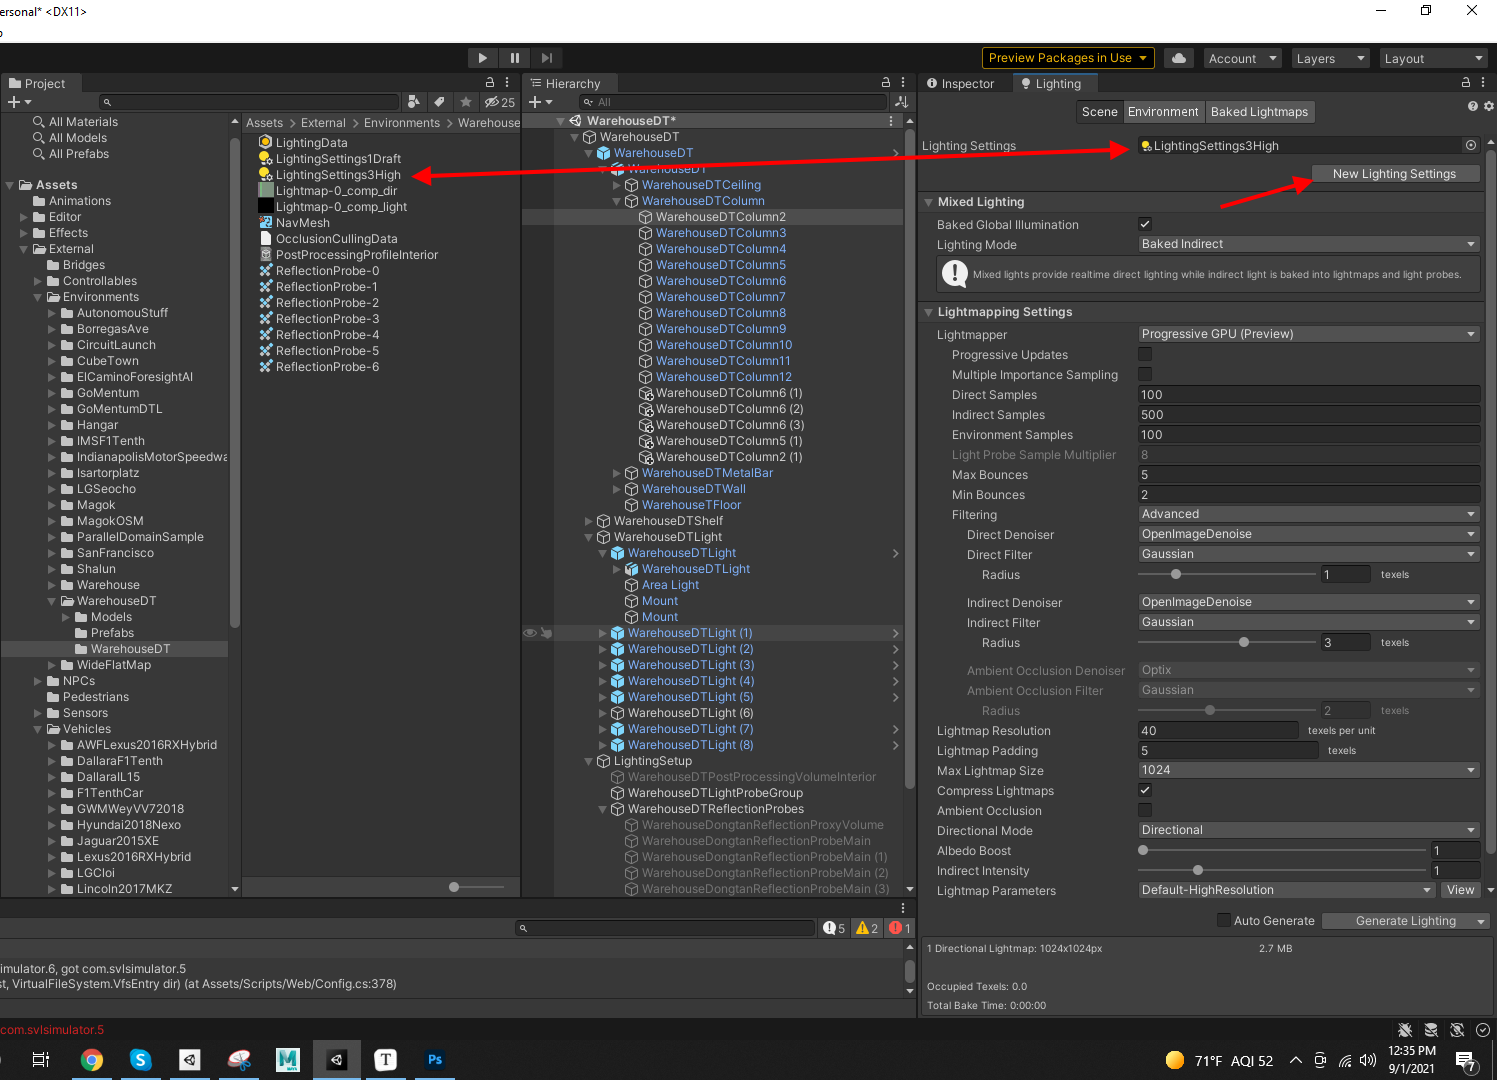 ersonal* <DX11>
Preview Packages in Use
Account
Layers
Layout
Project
25
All Materials
All Models
All Prefabs
Assets
Animations
Editor
Effects
External
Bridges
Controllables
Environments
AutonomouStuff
BorregasAve
CircuitLaunch
CubeTown
ElCaminoForesightAI
GoMentum
GoMentumDTL
Hangar
IMSF1Tenth
IndianapolisMotorSpeedwa
Isartorplatz
LGSeocho
Magok
MagokOSM
ParallelDomainSample
SanFrancisco
Shalun
Warehouse
WarehouseDT
Models
Prefabs
WarehouseDT
WideFlatMap
NPCs
Pedestrians
Sensors
Vehicles
AWFLexus2016RXHybrid
DallaraF1Tenth
DallaraIL15
F1TenthCar
GWMWeyVV72018
Hyundai2018Nexo
Jaguar2015XE
Lexus2016RXHybrid
LGCloi
Lincoln2017MKZ
Assets > External > Environments > Warehouse
LightingData
LightingSettings1Draft
LightingSettings3High
Lightmap-0_comp_dir
Lightmap-0_comp_light
NavMesh
OcclusionCullingData
PostProcessingProfileInterior
ReflectionProbe-0
ReflectionProbe-1
ReflectionProbe-2
ReflectionProbe-3
ReflectionProbe-4
ReflectionProbe-5
ReflectionProbe-6
Hierarchy
All
WarehouseDT*
WarehouseDT
WarehouseDT
WarehouseDT
WarehouseDTCeiling
WarehouseDTColumn
WarehouseDTColumn2
WarehouseDTColumn3
WarehouseDTColumn4
WarehouseDTColumn5
WarehouseDTColumn6
WarehouseDTColumn7
WarehouseDTColumn8
WarehouseDTColumn9
WarehouseDTColumn10
WarehouseDTColumn11
WarehouseDTColumn12
WarehouseDTColumn6 (1)
WarehouseDTColumn6 (2)
WarehouseDTColumn6 (3)
WarehouseDTColumn5 (1)
WarehouseDTColumn2 (1)
WarehouseDTMetalBar
WarehouseDTWall
WarehouseTFloor
WarehouseDTShelf
WarehouseDTLight
WarehouseDTLight
WarehouseDTLight
Area Light
Mount
Mount
WarehouseDTLight (1)
WarehouseDTLight (2)
WarehouseDTLight (3)
WarehouseDTLight (4)
WarehouseDTLight (5)
WarehouseDTLight (6)
WarehouseDTLight (7)
WarehouseDTLight (8)
LightingSetup
WarehouseDTPostProcessingVolumeInterior
WarehouseDTLightProbeGroup
WarehouseDTReflectionProbes
WarehouseDongtanReflectionProxyVolume
WarehouseDongtanReflectionProbeMain
WarehouseDongtanReflectionProbeMain (1)
WarehouseDongtanReflectionProbeMain (2)
WarehouseDongtanReflectionProbeMain (3)
Inspector
Lighting
Scene Environment Baked Lightmaps
Lighting Settings LightingSettings3High
New Lighting Settings
Mixed Lighting
Baked Global Illumination
Lighting Mode Baked Indirect
Mixed lights provide realtime direct lighting while indirect light is baked into lightmaps and light probes.
Lightmapping Settings
Lightmapper Progressive GPU (Preview)
Progressive Updates
Multiple Importance Sampling
Direct Samples 100
Indirect Samples 500
Environment Samples 100
Light Probe Sample Multiplier 8
Max Bounces 5
Min Bounces 2
Filtering Advanced
Direct Denoiser OpenImageDenoise
Direct Filter Gaussian
Radius 1 texels
Indirect Denoiser OpenImageDenoise
Indirect Filter Gaussian
Radius 3 texels
Ambient Occlusion Denoiser Optix
Ambient Occlusion Filter Gaussian
Radius 2 texels
Lightmap Resolution 40 texels per unit
Lightmap Padding 5 texels
Max Lightmap Size 1024
Compress Lightmaps
Ambient Occlusion
Directional Mode Directional
Albedo Boost 1
Indirect Intensity 1
Lightmap Parameters Default-HighResolution View
Auto Generate Generate Lighting
1 Directional Lightmap: 1024x1024px 2.7 MB
Occupied Texels: 0.0
Total Bake Time: 0:00:00
5 2 1
imulator.6, got com.svlsimulator.5
st, VirtualFileSystem.VfsEntry dir) (at Assets/Scripts/Web/Config.cs:378)
com.svlsimulator.5
71°F AQI 52
12:35 PM
9/1/2021
7